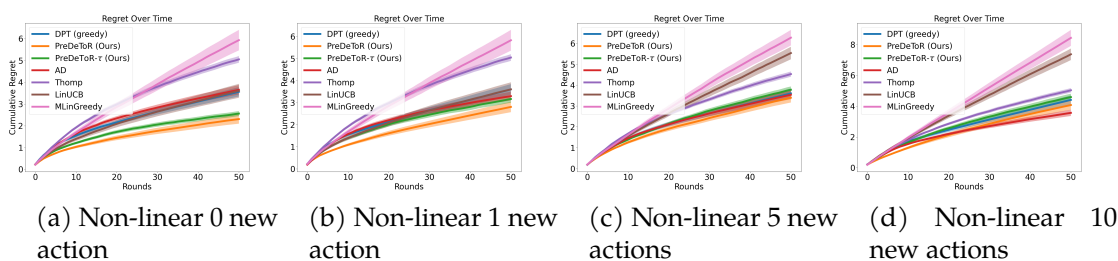 Regret Over Time
Cumulative Regret
6
5
4
3
2
1
0
DPT (greedy)
PreDeToR (Ours)
PreDeToR-τ (Ours)
AD
Thomp
LinUCB
MLinGreedy
0 10 20 30 40 50
Rounds
(a) Non-linear 0 new
action
Regret Over Time
Cumulative Regret
6
5
4
3
2
1
0
DPT (greedy)
PreDeToR (Ours)
PreDeToR-τ (Ours)
AD
Thomp
LinUCB
MLinGreedy
0 10 20 30 40 50
Rounds
(b) Non-linear 1 new
action
Regret Over Time
Cumulative Regret
6
5
4
3
2
1
0
DPT (greedy)
PreDeToR (Ours)
PreDeToR-τ (Ours)
AD
Thomp
LinUCB
MLinGreedy
0 10 20 30 40 50
Rounds
(c) Non-linear 5 new
actions
Regret Over Time
Cumulative Regret
8
6
4
2
0
DPT (greedy)
PreDeToR (Ours)
PreDeToR-τ (Ours)
AD
Thomp
LinUCB
MLinGreedy
0 10 20 30 40 50
Rounds
(d) Non-linear 10
new actions